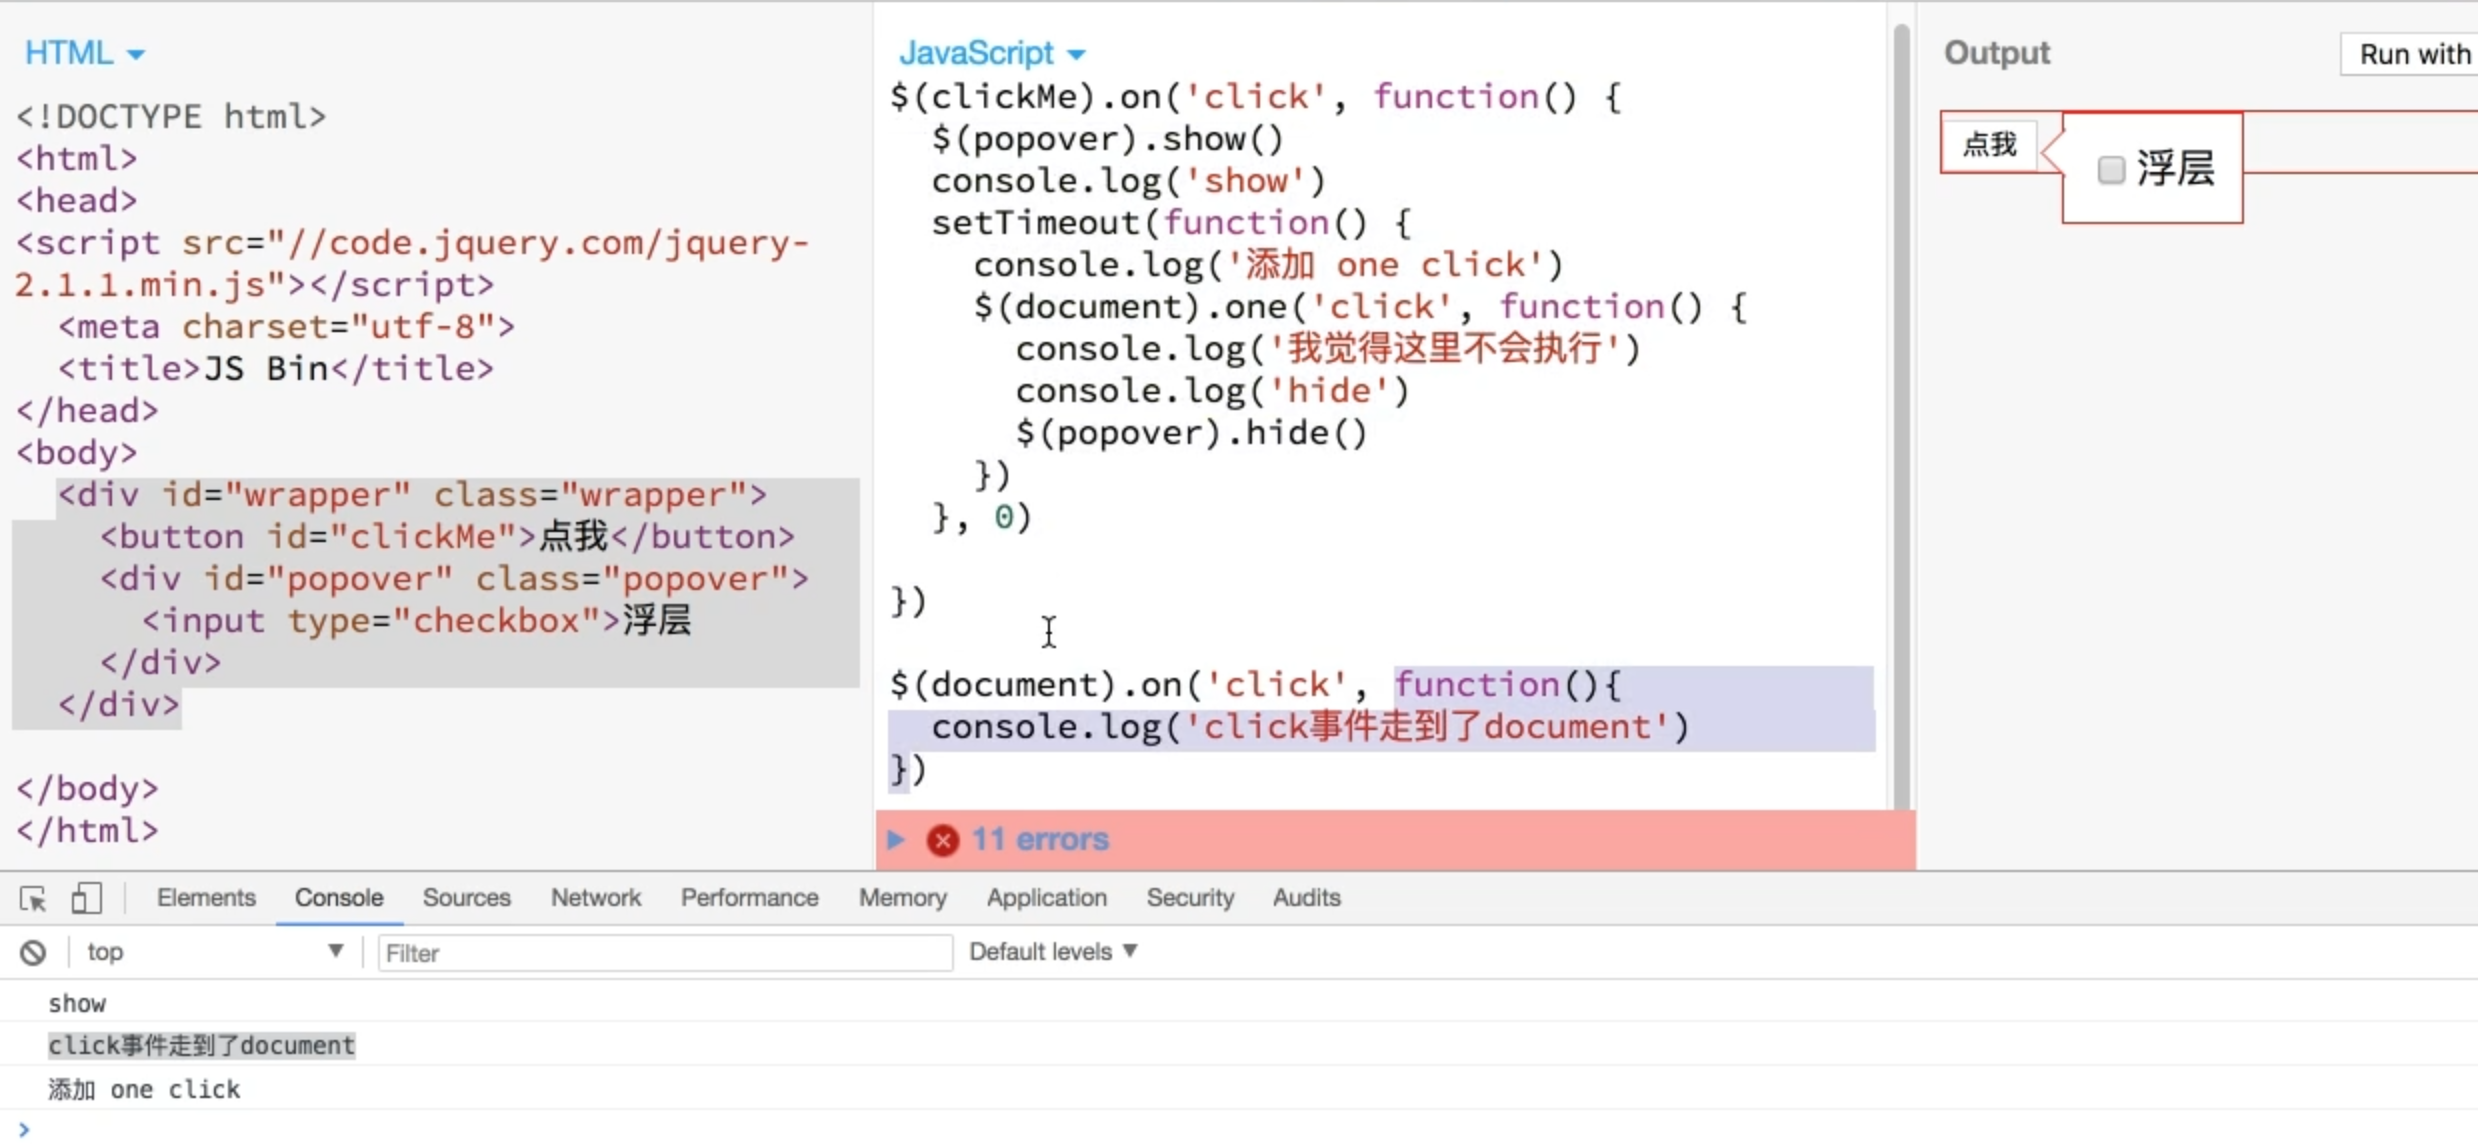 HTML
<!DOCTYPE html>
<html>
<head>
<script src="//code.jquery.com/jquery-
2.1.1.min.js"></script>
<meta charset="utf-8">
<title>JS Bin</title>
</head>
<body>
<div id="wrapper" class="wrapper">
<button id="clickMe">点我</button>
<div id="popover" class="popover">
<input type="checkbox">浮层
</div>
</div>
</body>
</html>
JavaScript
$(clickMe).on('click', function() {
$(popover).show()
console.log('show')
setTimeout(function() {
console.log('添加 one click')
$(document).one('click', function() {
console.log('我觉得这里不会执行')
console.log('hide')
$(popover).hide()
})
}, 0)
})
$(document).on('click', function(){
console.log('click事件走到了document')
})
11 errors
Output
Run with
点我
浮层
Elements Console Sources Network Performance Memory Application Security Audits
top Filter Default levels
show
click事件走到了document
添加 one click